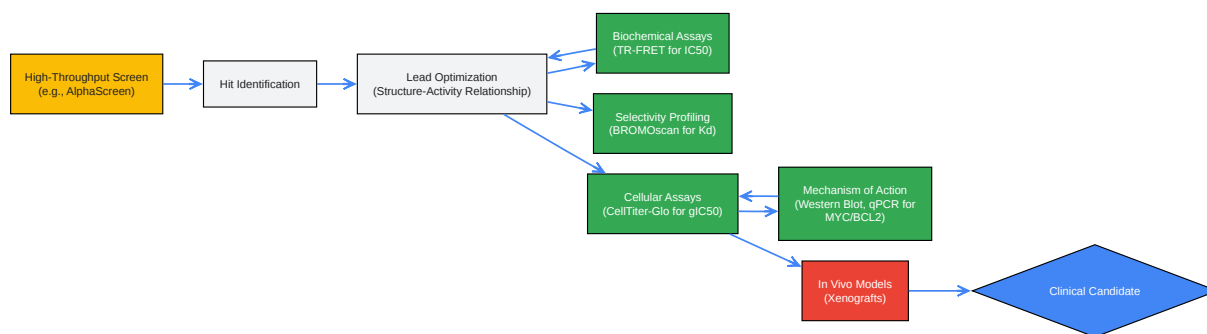 High-Throughput Screen
(e.g., AlphaScreen)
Hit Identification
Lead Optimization
(Structure-Activity Relationship)
Biochemical Assays
(TR-FRET for IC50)
Selectivity Profiling
(BROMOscan for Kd)
Cellular Assays
(CellTiter-Glo for gIC50)
Mechanism of Action
(Western Blot, qPCR for
MYC/BCL2)
In Vivo Models
(Xenografts)
Clinical Candidate